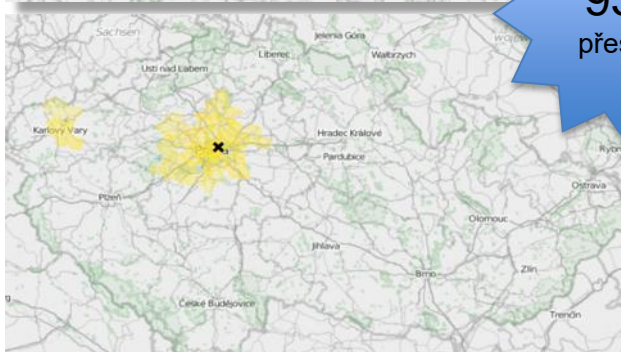 93
přes
Sachsen
Jelenia Góra
Liberec
Wałbrzych
Ústí nad Labem
Karlovy Vary
Hradec Králové
Pardubice
Plzeň
Ostrava
Olomouc
Jihlava
Brno
Zlín
České Budějovice
Trenčín